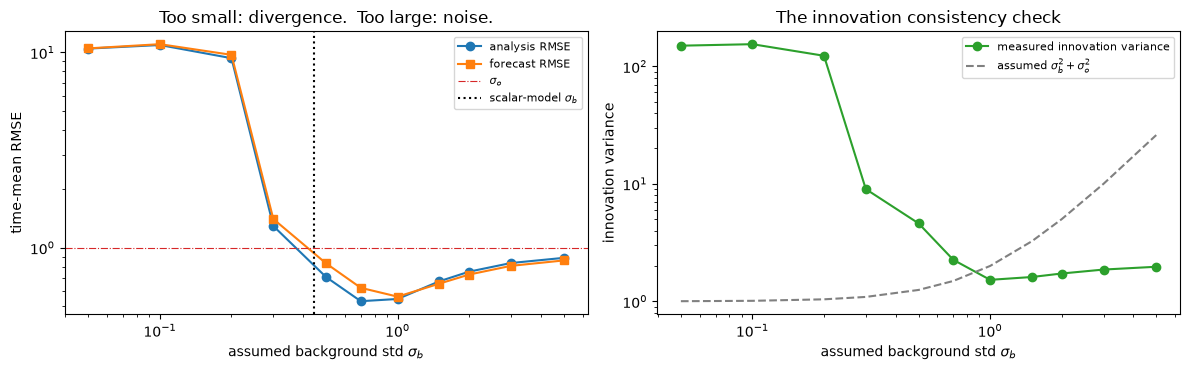 Too small: divergence.  Too large: noise.
10¹
10⁰
time-mean RMSE
analysis RMSE
forecast RMSE
σₒ
scalar-model σ_b
10⁻¹
10⁰
assumed background std σ_b
The innovation consistency check
10²
10¹
10⁰
innovation variance
measured innovation variance
assumed σ_b² + σₒ²
10⁻¹
10⁰
assumed background std σ_b